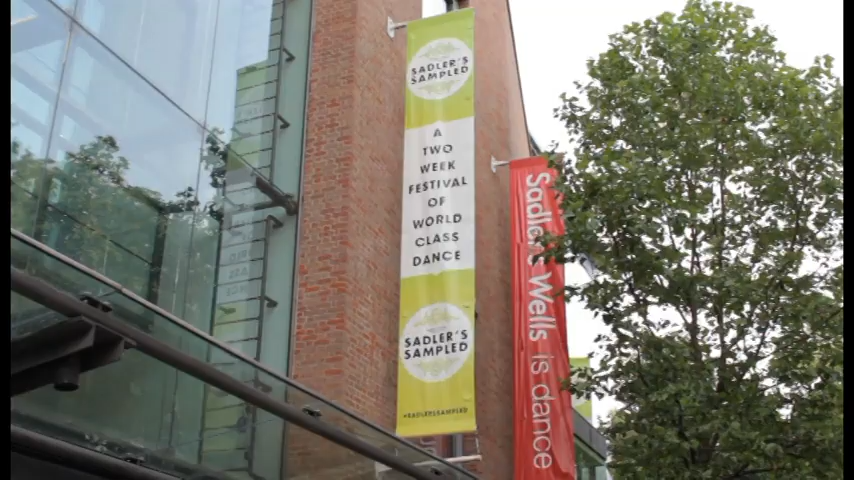 SADLER'S
SAMPLED
A
TWO
WEEK
FESTIVAL
OF
WORLD
CLASS
DANCE
SADLER'S
SAMPLED
#SADLERSSAMPLED
Sadler's Wells is dance